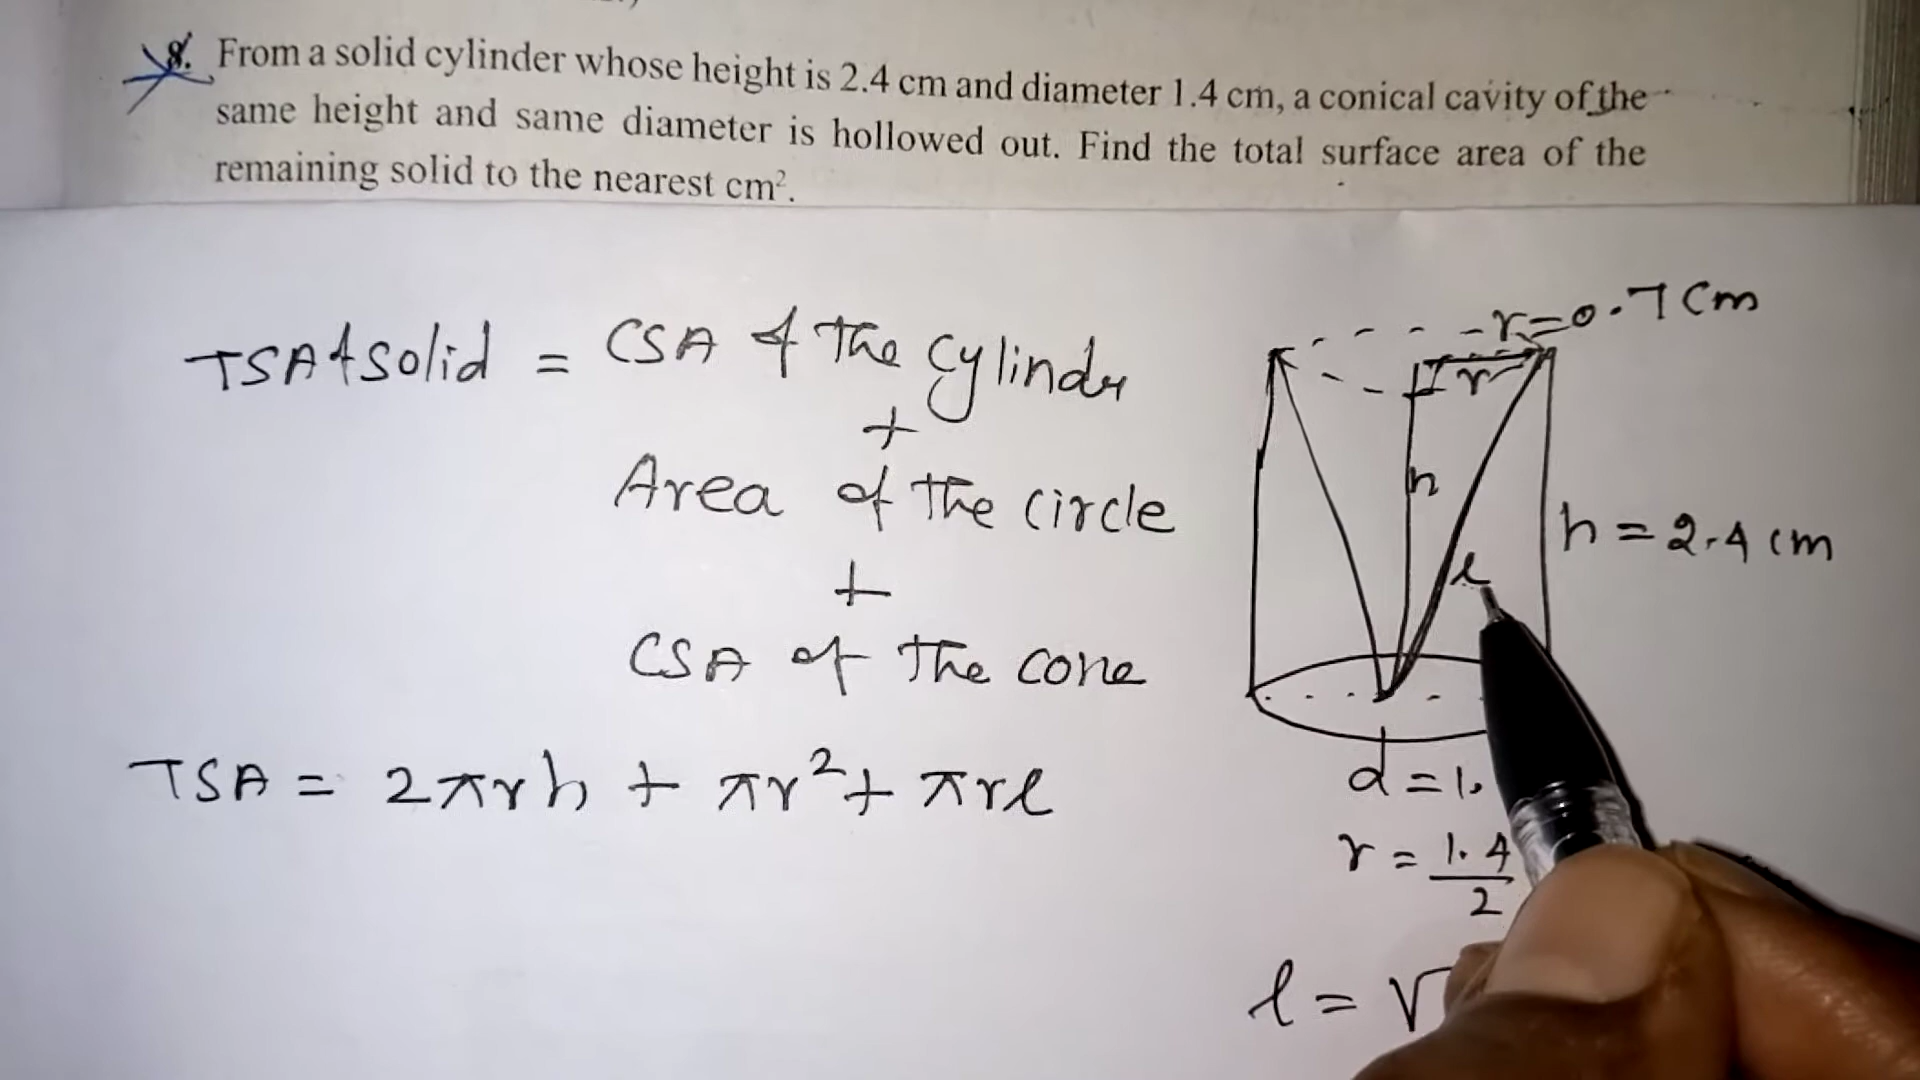 8. From a solid cylinder whose height is 2.4 cm and diameter 1.4 cm, a conical cavity of the
same height and same diameter is hollowed out. Find the total surface area of the
remaining solid to the nearest cm².
TSA of solid = CSA of the cylinder
+
Area of the circle
+
CSA of the cone
TSA = 2πrh + πr² + πrl
r=0.7 cm
r
h
l
h = 2.4 cm
d = 1.
r = 1.4/2
l = √